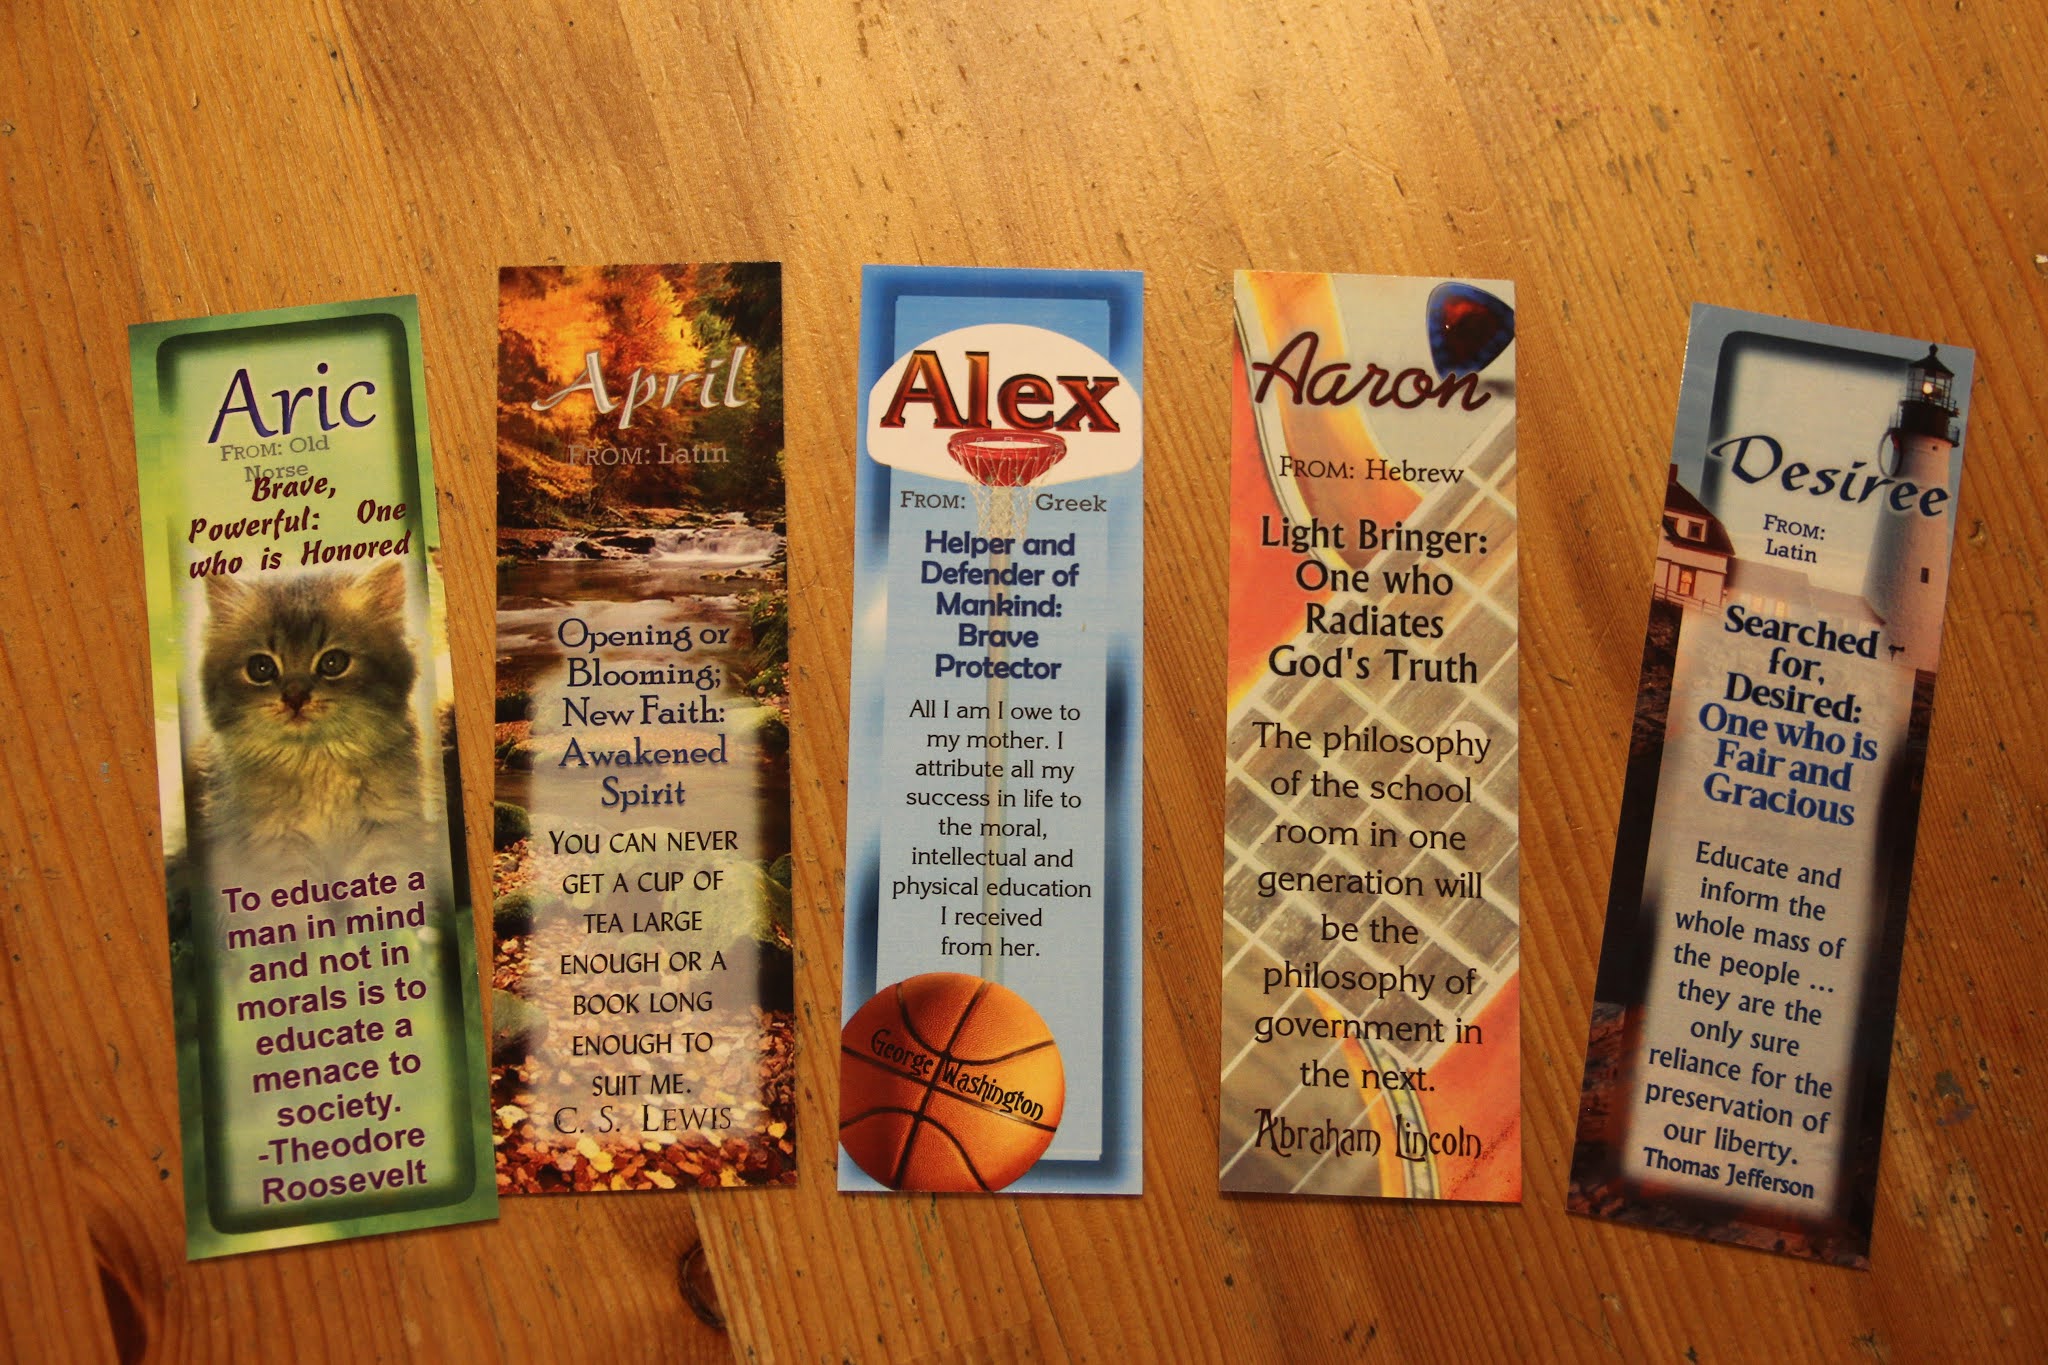 Aric
FROM: Old
Norse
Brave,
Powerful: One
who is Honored
To educate a
man in mind
and not in
morals is to
educate a
menace to
society.
-Theodore
Roosevelt
April
FROM: Latin
Opening or
Blooming;
New Faith:
Awakened
Spirit
YOU CAN NEVER
GET A CUP OF
TEA LARGE
ENOUGH OR A
BOOK LONG
ENOUGH TO
SUIT ME.
C. S. LEWIS
Alex
FROM: Greek
Helper and
Defender of
Mankind:
Brave
Protector
All I am I owe to
my mother. I
attribute all my
success in life to
the moral,
intellectual and
physical education
I received
from her.
George Washington
Aaron
FROM: Hebrew
Light Bringer:
One who
Radiates
God's Truth
The philosophy
of the school
room in one
generation will
be the
philosophy of
government in
the next.
Abraham Lincoln
Desiree
FROM:
Latin
Searched
for,
Desired:
One who is
Fair and
Gracious
Educate and
inform the
whole mass of
the people ...
they are the
only sure
reliance for the
preservation of
our liberty.
Thomas Jefferson